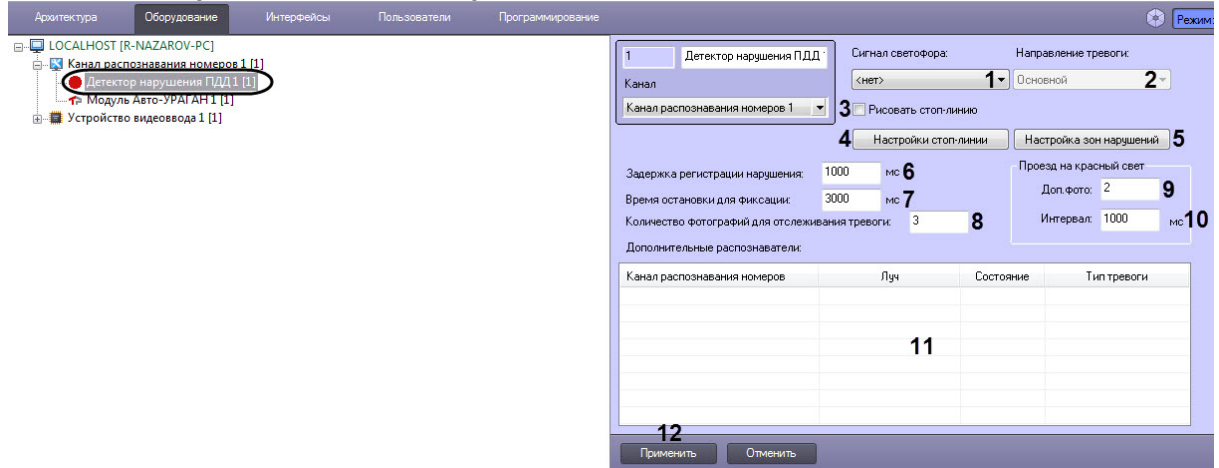 Архитектура Оборудование Интерфейсы Пользователи Программирование Режим:
LOCALHOST [R-NAZAROV-PC]
Канал распознавания номеров 1 [1]
Детектор нарушения ПДД 1 [1]
Модуль Авто-УРАГАН 1 [1]
Устройство видеоввода 1 [1]
1 Детектор нарушения ПДД
Канал
Канал распознавания номеров 1
Сигнал светофора: Направление тревоги:
<нет> 1 Основной 2
3 Рисовать стоп-линию
4 Настройки стоп-линии Настройка зон нарушений 5
Задержка регистрации нарушения: 1000 мс 6
Время остановки для фиксации: 3000 мс 7
Количество фотографий для отслеживания тревоги: 3 8
Проезд на красный свет
Доп.фото: 2 9
Интервал: 1000 мс 10
Дополнительные распознаватели:
Канал распознавания номеров Луч Состояние Тип тревоги
11
12
Применить Отменить